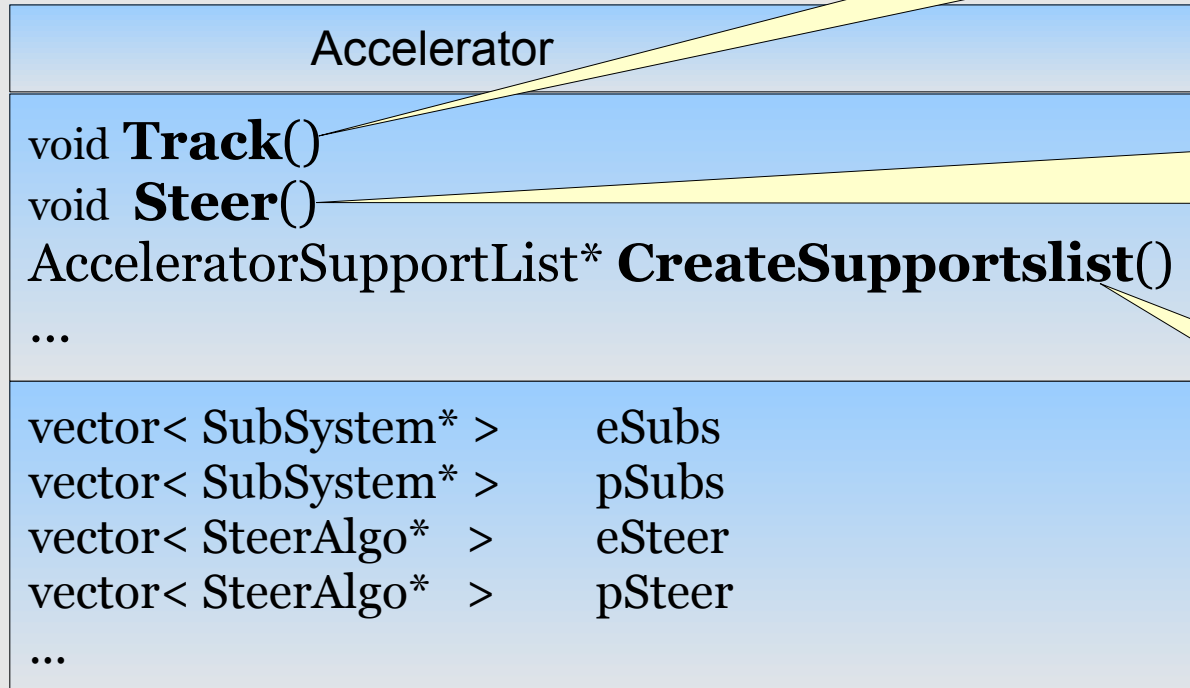 Accelerator
void Track()
void Steer()
AcceleratorSupportList* CreateSupportslist()
...
vector< SubSystem* > eSubs
vector< SubSystem* > pSubs
vector< SteerAlgo* > eSteer
vector< SteerAlgo* > pSteer
...